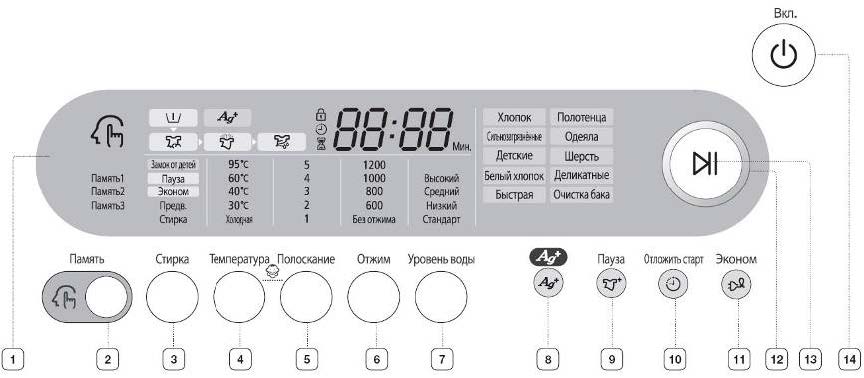 Вкл.
Ag+
88:88
Мин.
Замок от детей 95°C 5 1200
Память1 Пауза 60°C 4 1000 Высокий
Память2 Эконом 40°C 3 800 Средний
Память3 Предв. 30°C 2 600 Низкий
Стирка Холодная 1 Без отжима Стандарт
Хлопок Полотенца
Сильнозагрязнённые Одеяла
Детские Шерсть
Белый хлопок Деликатные
Быстрая Очистка бака
Память Стирка Температура Полоскание Отжим Уровень воды
Ag+ Пауза Отложить старт Эконом
Ag+
1 2 3 4 5 6 7 8 9 10 11 12 13 14